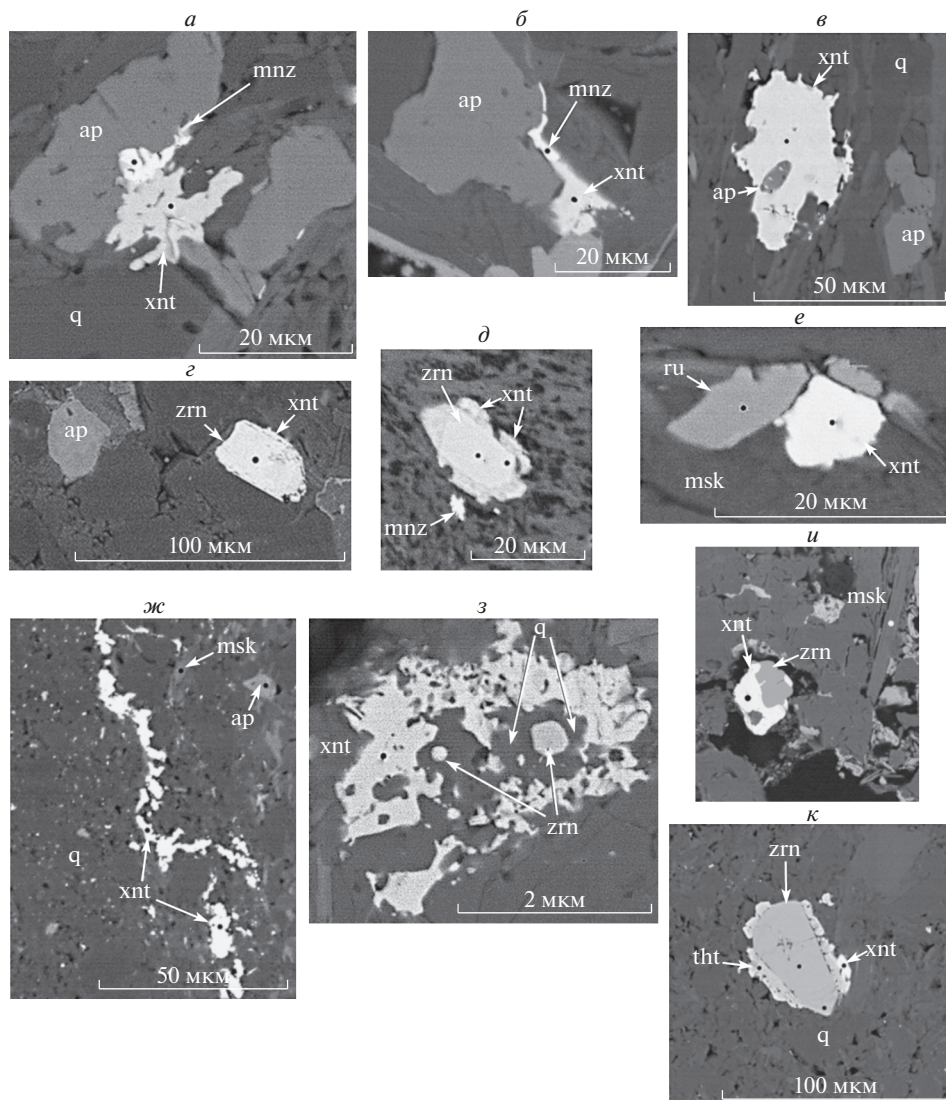 а
mnz
ap
xnt
q
20 мкм
б
ap
mnz
xnt
20 мкм
в
xnt
q
ap
ap
50 мкм
г
ap
zrn
xnt
100 мкм
д
zrn
xnt
mnz
20 мкм
е
ru
xnt
msk
20 мкм
ж
msk
ap
q
xnt
50 мкм
з
q
xnt
zrn
2 мкм
и
msk
xnt
zrn
к
zrn
tht
xnt
q
100 мкм